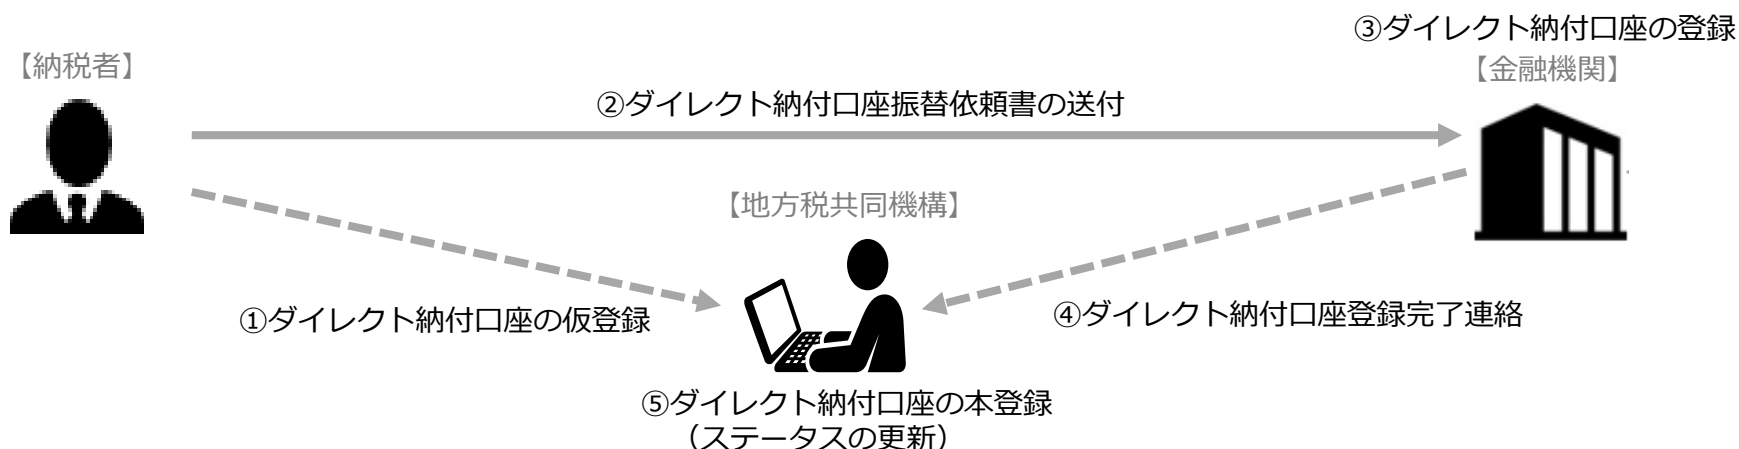 ③ダイレクト納付口座の登録
【納税者】
【金融機関】
②ダイレクト納付口座振替依頼書の送付
【地方税共同機構】
①ダイレクト納付口座の仮登録
④ダイレクト納付口座登録完了連絡
⑤ダイレクト納付口座の本登録
（ステータスの更新）